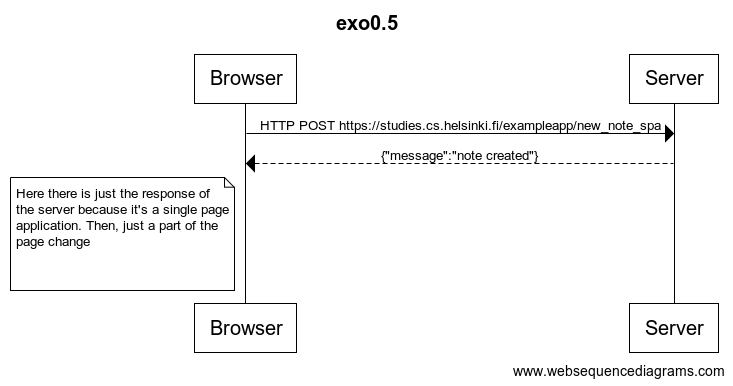 exo0.5
Browser
Server
HTTP POST https://studies.cs.helsinki.fi/exampleapp/new_note_spa
{"message":"note created"}
Here there is just the response of
the server because it's a single page
application. Then, just a part of the
page change
Browser
Server
www.websequencediagrams.com